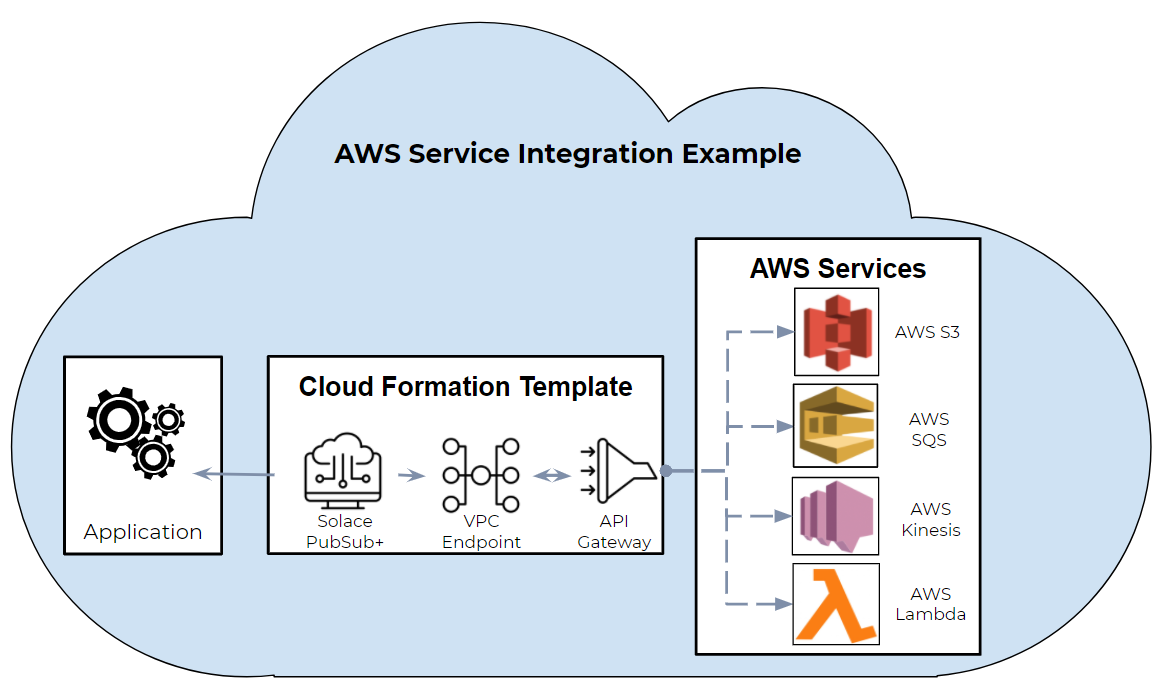 AWS Service Integration Example
AWS Services
AWS S3
AWS
SQS
AWS
Kinesis
AWS
Lambda
Cloud Formation Template
Solace
PubSub+
VPC
Endpoint
API
Gateway
Application